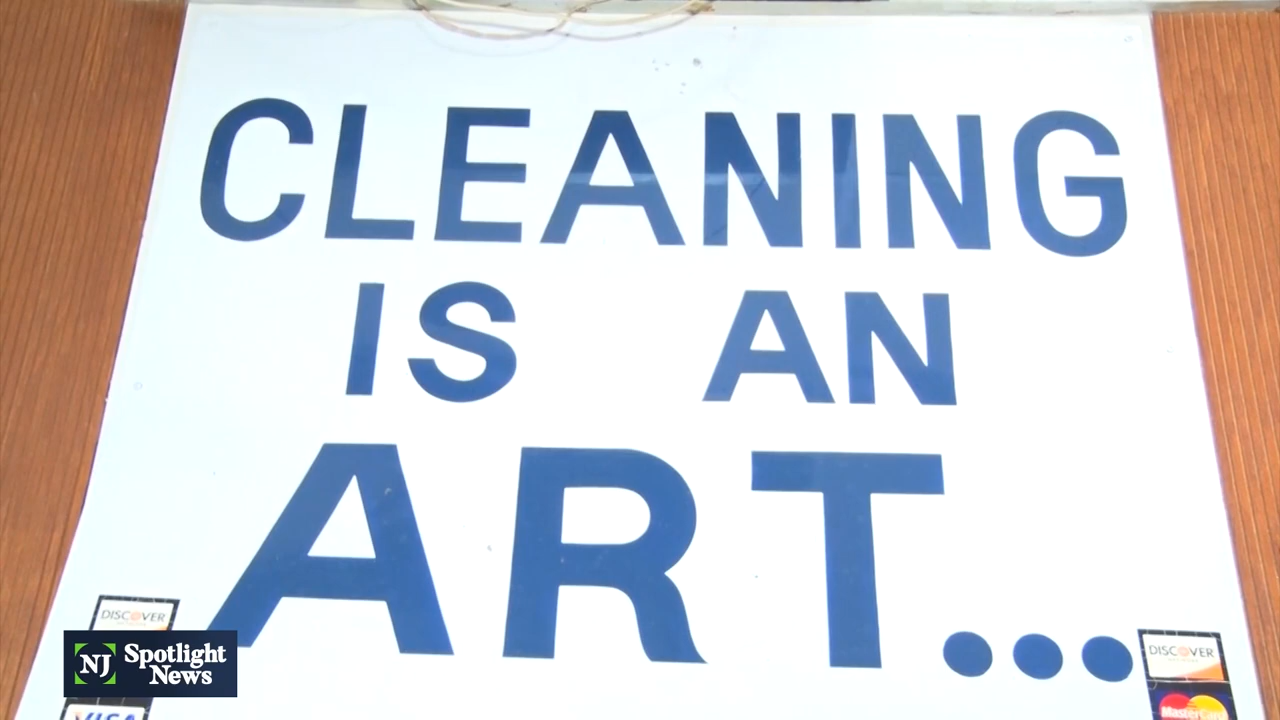 CLEANING
IS AN
ART...
DISCOVER
DISCOVER
NJ Spotlight
News
VISA
MasterCard